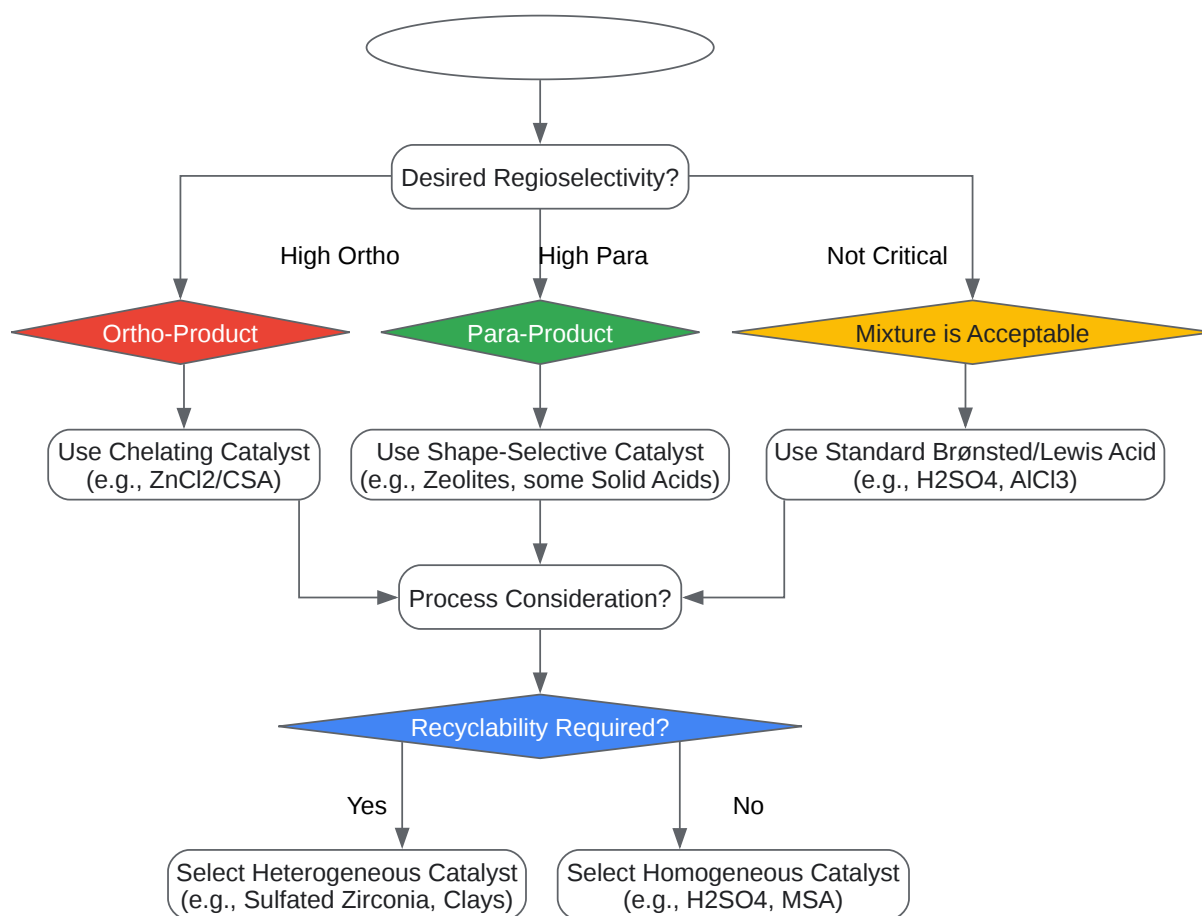 Desired Regioselectivity?
High Ortho
High Para
Not Critical
Ortho-Product
Para-Product
Mixture is Acceptable
Use Chelating Catalyst
(e.g., ZnCl2/CSA)
Use Shape-Selective Catalyst
(e.g., Zeolites, some Solid Acids)
Use Standard Brønsted/Lewis Acid
(e.g., H2SO4, AlCl3)
Process Consideration?
Recyclability Required?
Yes
No
Select Heterogeneous Catalyst
(e.g., Sulfated Zirconia, Clays)
Select Homogeneous Catalyst
(e.g., H2SO4, MSA)